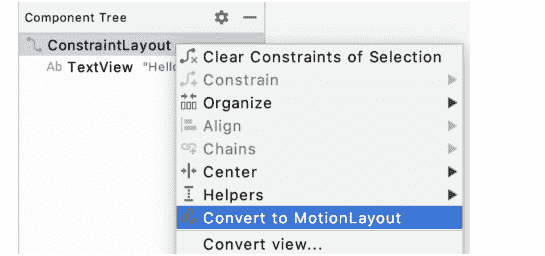 Component Tree
ConstraintLayout
Ab TextView "Hello
Clear Constraints of Selection
Constrain
Organize
Align
Chains
Center
Helpers
Convert to MotionLayout
Convert view...